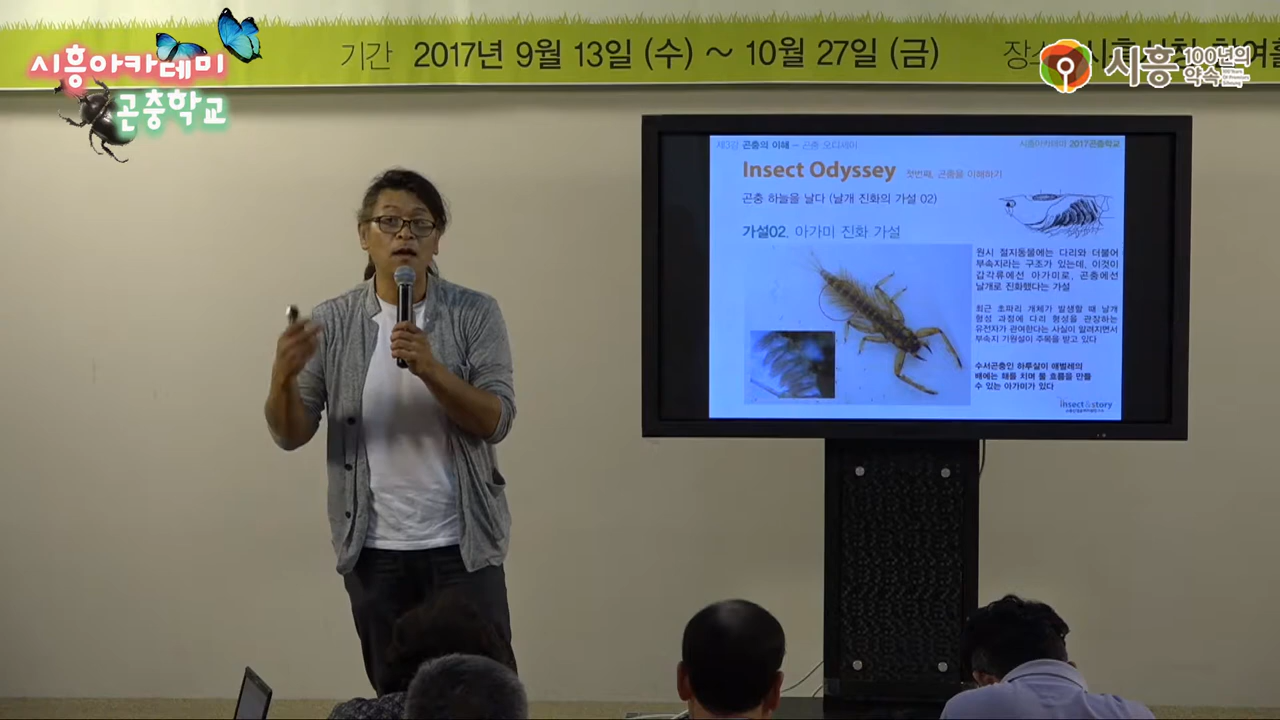 기간 2017년 9월 13일 (수) ~ 10월 27일 (금)
시흥아카데미
곤충학교
시흥 100년의
약속
제3강 곤충의 이해 - 곤충 오디세이
시흥아카데미 2017곤충학교
Insect Odyssey 첫번째, 곤충을 이해하기
곤충 하늘을 날다 (날개 진화의 가설 02)
가설02. 아가미 진화 가설
원시 절지동물에는 다리와 더불어
부속지라는 구조가 있는데, 이것이
갑각류에선 아가미로, 곤충에선
날개로 진화했다는 가설
최근 초파리 개체가 발생할 때 날개
형성 과정에 다리 형성을 관장하는
유전자가 관여한다는 사실이 알려지면서
부속지 기원설이 주목을 받고 있다
수서곤충인 하루살이 애벌레의
배에는 채를 치며 물 흐름을 만들
수 있는 아가미가 있다
insect & story